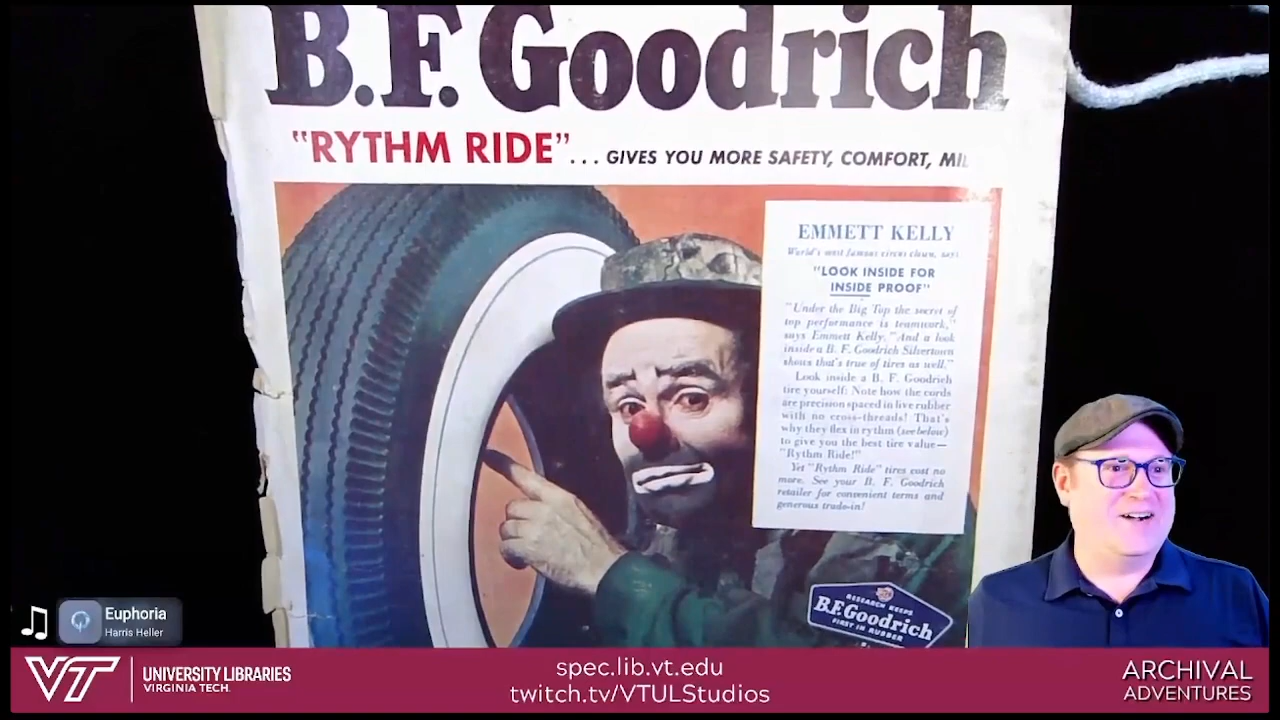 B.F. Goodrich
"RYTHM RIDE"... GIVES YOU MORE SAFETY, COMFORT, MIL
EMMETT KELLY
World's most famous circus clown, says
"LOOK INSIDE FOR
INSIDE PROOF"
"Under the Big Top the secret of
top performance is teamwork,"
says Emmett Kelly. "And a look
inside a B. F. Goodrich Silvertown
shows that's true of tires as well."
Look inside a B. F. Goodrich
tire yourself: Note how the cords
are precision spaced in live rubber
with no cross-threads! That's
why they flex in rythm (see below)
to give you the best tire value—
"Rythm Ride!"
Yet "Rythm Ride" tires cost no
more. See your B. F. Goodrich
retailer for convenient terms and
generous trade-in!
RESEARCH KEEPS
B.F. Goodrich
FIRST IN RUBBER
Euphoria
Harris Heller
VT UNIVERSITY LIBRARIES
VIRGINIA TECH.
spec.lib.vt.edu
twitch.tv/VTULStudios
ARCHIVAL
ADVENTURES